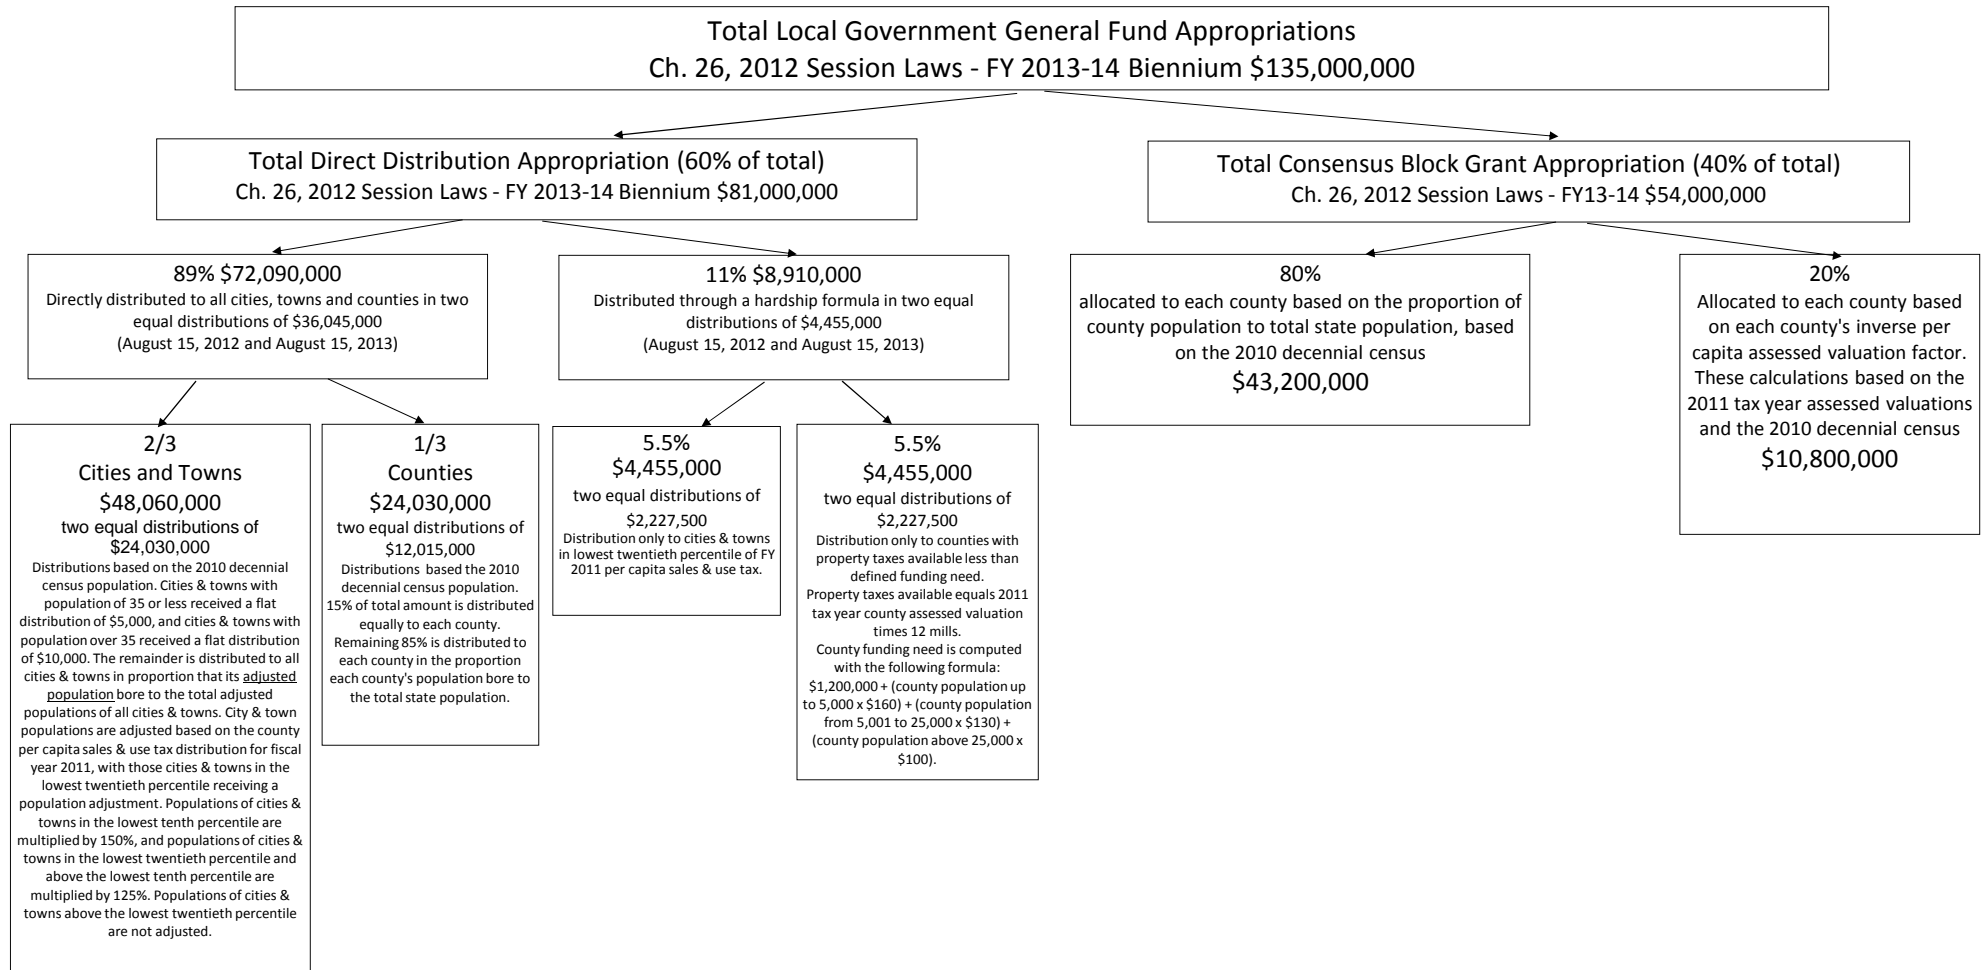 Total Local Government General Fund Appropriations
Ch. 26, 2012 Session Laws - FY 2013-14 Biennium $135,000,000
Total Direct Distribution Appropriation (60% of total)
Ch. 26, 2012 Session Laws - FY 2013-14 Biennium $81,000,000
Total Consensus Block Grant Appropriation (40% of total)
Ch. 26, 2012 Session Laws - FY13-14 $54,000,000
89% $72,090,000
Directly distributed to all cities, towns and counties in two
equal distributions of $36,045,000
(August 15, 2012 and August 15, 2013)
11% $8,910,000
Distributed through a hardship formula in two equal
distributions of $4,455,000
(August 15, 2012 and August 15, 2013)
80%
allocated to each county based on the proportion of
county population to total state population, based
on the 2010 decennial census
$43,200,000
20%
Allocated to each county based
on each county's inverse per
capita assessed valuation factor.
These calculations based on the
2011 tax year assessed valuations
and the 2010 decennial census
$10,800,000
2/3
Cities and Towns
$48,060,000
two equal distributions of
$24,030,000
Distributions based on the 2010 decennial
census population. Cities & towns with
population of 35 or less received a flat
distribution of $5,000, and cities & towns with
population over 35 received a flat distribution
of $10,000. The remainder is distributed to all
cities & towns in proportion that its adjusted
population bore to the total adjusted
populations of all cities & towns. City & town
populations are adjusted based on the county
per capita sales & use tax distribution for fiscal
year 2011, with those cities & towns in the
lowest twentieth percentile receiving a
population adjustment. Populations of cities &
towns in the lowest tenth percentile are
multiplied by 150%, and populations of cities &
towns in the lowest twentieth percentile and
above the lowest tenth percentile are
multiplied by 125%. Populations of cities &
towns above the lowest twentieth percentile
are not adjusted.
1/3
Counties
$24,030,000
two equal distributions of
$12,015,000
Distributions based the 2010
decennial census population.
15% of total amount is distributed
equally to each county.
Remaining 85% is distributed to
each county in the proportion
each county's population bore to
the total state population.
5.5%
$4,455,000
two equal distributions of
$2,227,500
Distribution only to cities & towns
in lowest twentieth percentile of FY
2011 per capita sales & use tax.
5.5%
$4,455,000
two equal distributions of
$2,227,500
Distribution only to counties with
property taxes available less than
defined funding need.
Property taxes available equals 2011
tax year county assessed valuation
times 12 mills.
County funding need is computed
with the following formula:
$1,200,000 + (county population up
to 5,000 x $160) + (county population
from 5,001 to 25,000 x $130) +
(county population above 25,000 x
$100).